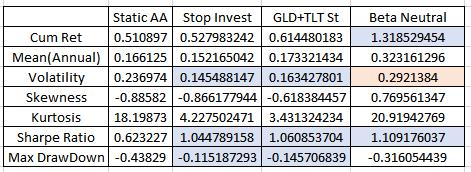 Static AA Stop Invest GLD+TLT St Beta Neutral
Cum Ret 0.510897 0.527983242 0.614480183 1.318529454
Mean(Annual) 0.166125 0.152165042 0.173321434 0.323161296
Volatility 0.236974 0.145488147 0.163427801 0.2921384
Skewness -0.88582 -0.866177944 -0.618384457 0.769561347
Kurtosis 18.19873 4.227502471 3.431324234 20.91942769
Sharpe Ratio 0.623227 1.044789158 1.060853704 1.109176037
Max DrawDown -0.43829 -0.115187293 -0.145706839 -0.316054439